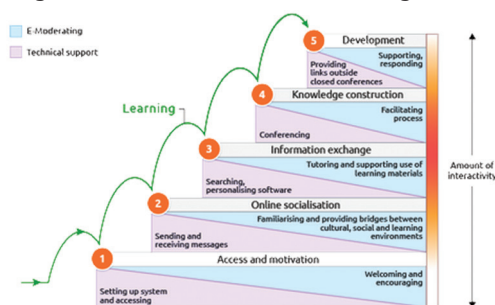 E-Moderating
Technical support
Learning
5
Development
Supporting,
responding
Providing
links outside
closed conferences
4
Knowledge construction
Facilitating
process
Conferencing
3
Information exchange
Tutoring and supporting use of
learning materials
Searching,
personalising software
2
Online socialisation
Familiarising and providing bridges between
cultural, social and learning
environments
Sending and
receiving messages
1
Access and motivation
Welcoming and
encouraging
Setting up system
and accessing
Amount of
interactivity